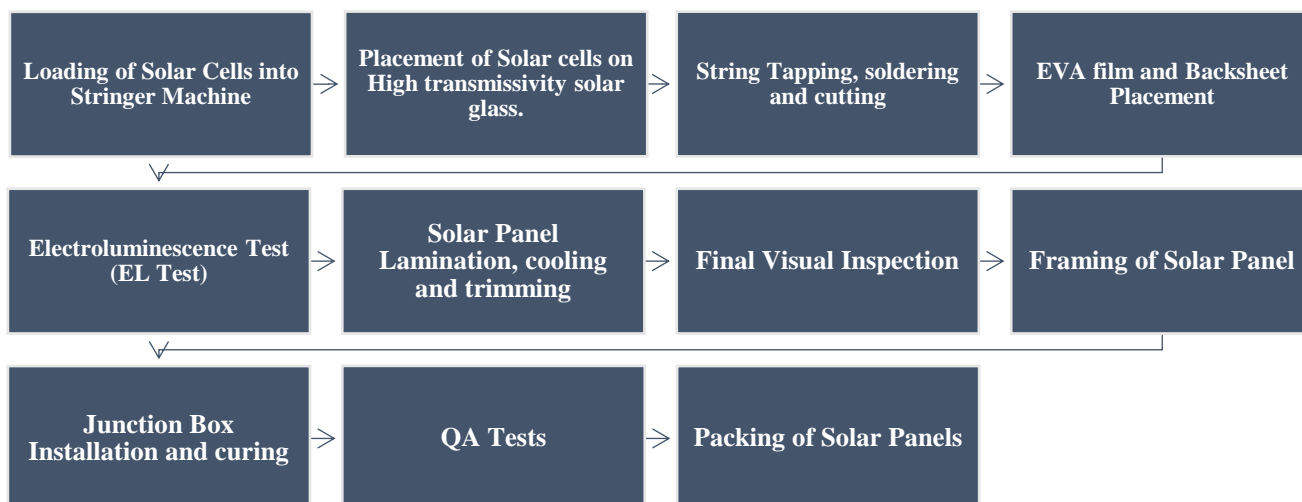 Loading of Solar Cells into
Stringer Machine
Placement of Solar cells on
High transmissivity solar
glass.
String Tapping, soldering
and cutting
EVA film and Backsheet
Placement
Electroluminescence Test
(EL Test)
Solar Panel
Lamination, cooling
and trimming
Final Visual Inspection
Framing of Solar Panel
Junction Box
Installation and curing
QA Tests
Packing of Solar Panels